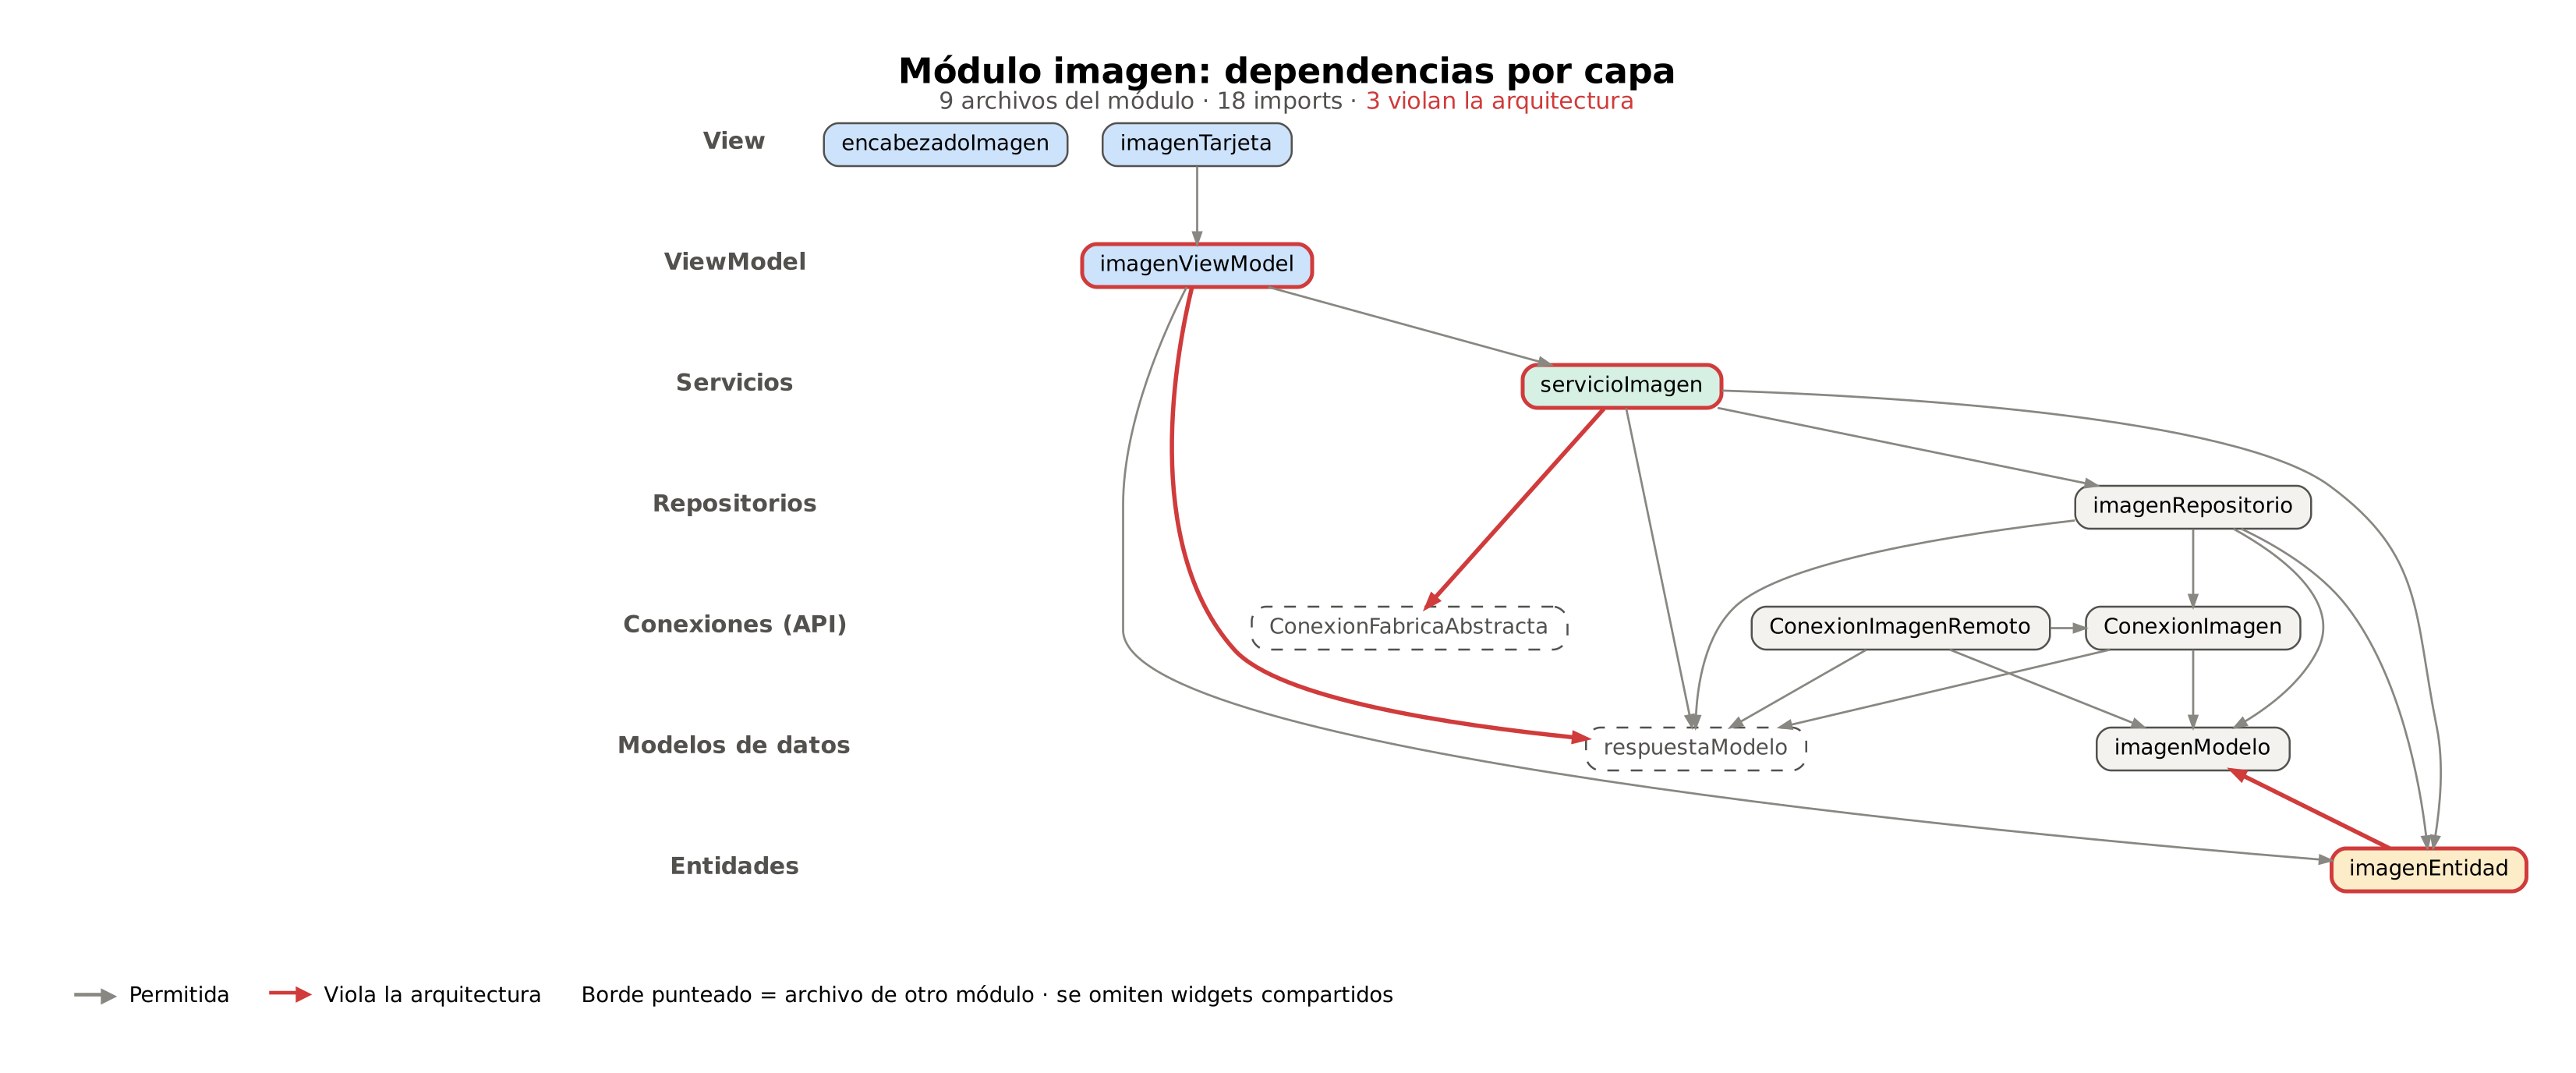 Módulo imagen: dependencias por capa
9 archivos del módulo · 18 imports · 3 violan la arquitectura
View
encabezadoImagen
imagenTarjeta
ViewModel
imagenViewModel
Servicios
servicioImagen
Repositorios
imagenRepositorio
Conexiones (API)
ConexionFabricaAbstracta
ConexionImagenRemoto
ConexionImagen
Modelos de datos
respuestaModelo
imagenModelo
Entidades
imagenEntidad
Permitida
Viola la arquitectura
Borde punteado = archivo de otro módulo · se omiten widgets compartidos